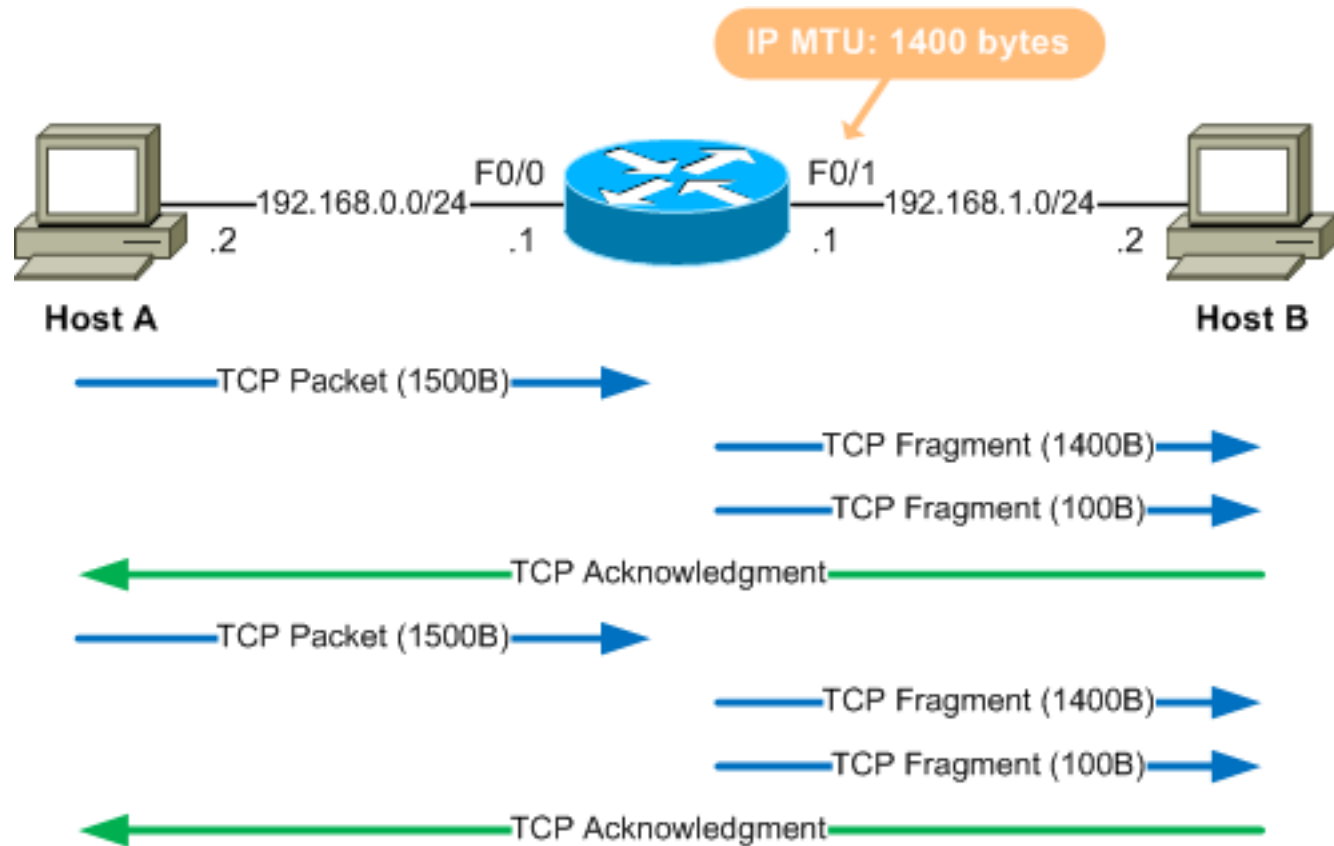 IP MTU: 1400 bytes
F0/0
F0/1
192.168.0.0/24
192.168.1.0/24
.2
.1
.1
.2
Host A
Host B
TCP Packet (1500B)
TCP Fragment (1400B)
TCP Fragment (100B)
TCP Acknowledgment
TCP Packet (1500B)
TCP Fragment (1400B)
TCP Fragment (100B)
TCP Acknowledgment